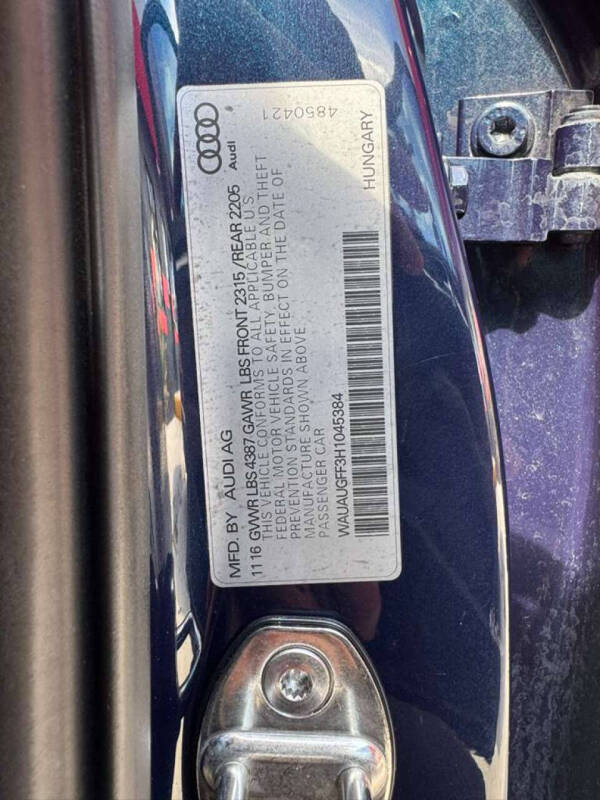 MFD. BY AUDI AG
11 16 GVWR LBS 4387 GAWR LBS FRONT 2315/REAR 2205
THIS VEHICLE CONFORMS TO ALL APPLICABLE U S
FEDERAL MOTOR VEHICLE SAFETY, BUMPER AND THEFT
PREVENTION STANDARDS IN EFFECT ON THE DATE OF
MANUFACTURE SHOWN ABOVE
PASSENGER CAR
WAUAUGFF3H1045384
HUNGARY
Audi
4850421